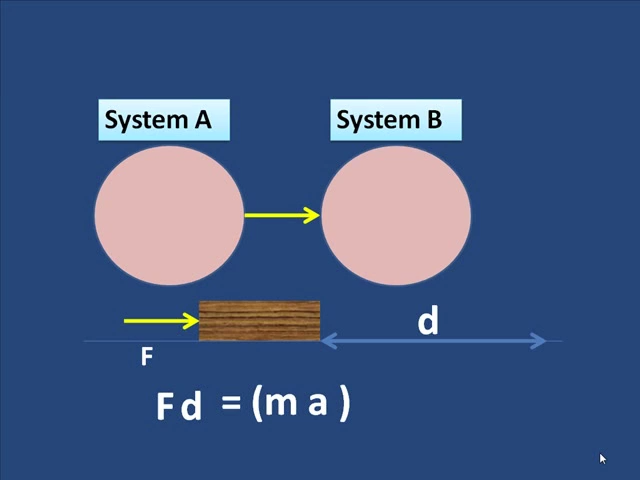 System A
System B
d
F
F d = (m a )